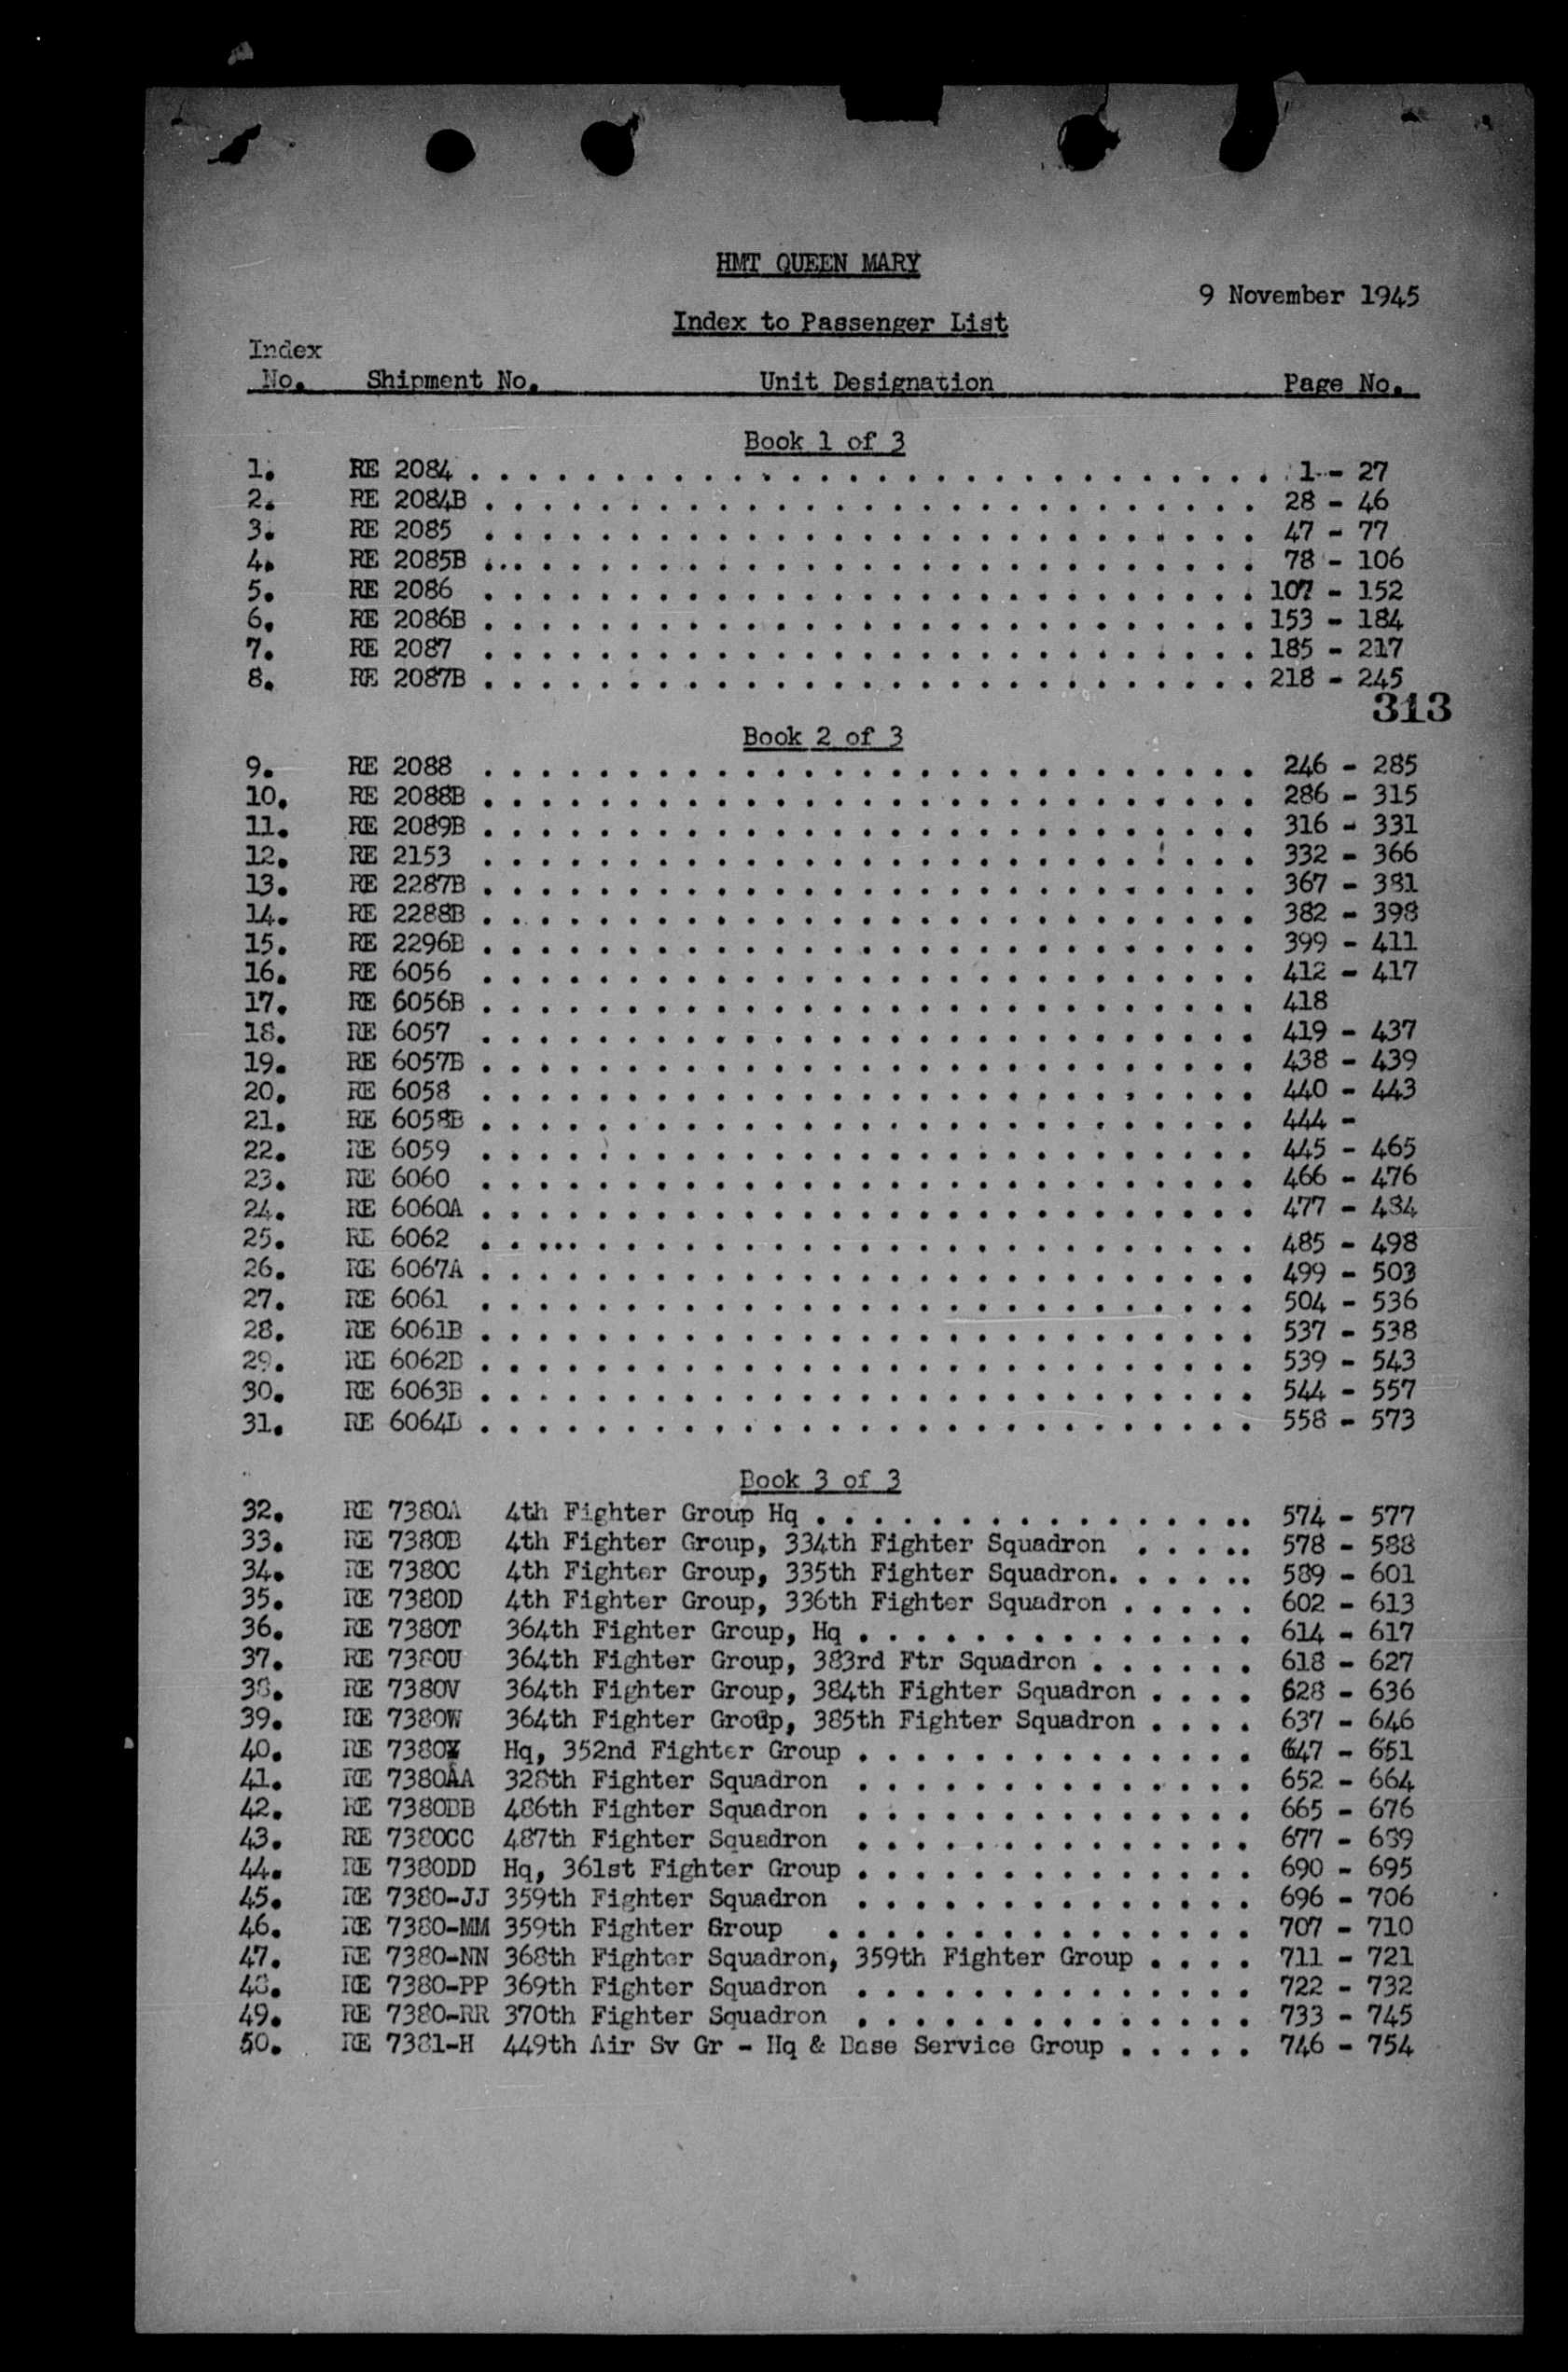 HMT QUEEN MARY
9 November 1945
Index to Passenger List
Index
No. Shipment No. Unit Designation Page No.
Book 1 of 3
1. RE 2084 . . . . . . . . . . 1 - 27
2. RE 2084B . . . . . . . . . . 28 - 46
3. RE 2085 . . . . . . . . . . 47 - 77
4. RE 2085B . . . . . . . . . . 78 - 106
5. RE 2086 . . . . . . . . . . 107 - 152
6. RE 2086B . . . . . . . . . . 153 - 184
7. RE 2087 . . . . . . . . . . 185 - 217
8. RE 2087B . . . . . . . . . . 218 - 245
313
Book 2 of 3
9. RE 2088 . . . . . . . . . . 246 - 285
10. RE 2088B . . . . . . . . . . 286 - 315
11. RE 2089B . . . . . . . . . . 316 - 331
12. RE 2153 . . . . . . . . . . 332 - 366
13. RE 2287B . . . . . . . . . . 367 - 381
14. RE 2288B . . . . . . . . . . 382 - 398
15. RE 2296B . . . . . . . . . . 399 - 411
16. RE 6056 . . . . . . . . . . 412 - 417
17. RE 6056B . . . . . . . . . . 418
18. RE 6057 . . . . . . . . . . 419 - 437
19. RE 6057B . . . . . . . . . . 438 - 439
20. RE 6058 . . . . . . . . . . 440 - 443
21. RE 6058B . . . . . . . . . . 444 -
22. RE 6059 . . . . . . . . . . 445 - 465
23. RE 6060 . . . . . . . . . . 466 - 476
24. RE 6060A . . . . . . . . . . 477 - 484
25. RE 6062 . . . . . . . . . . 485 - 498
26. RE 6067A . . . . . . . . . . 499 - 503
27. RE 6061 . . . . . . . . . . 504 - 536
28. RE 6061B . . . . . . . . . . 537 - 538
29. RE 6062B . . . . . . . . . . 539 - 543
30. RE 6063B . . . . . . . . . . 544 - 557
31. RE 6064B . . . . . . . . . . 558 - 573
Book 3 of 3
32. RE 7380A 4th Fighter Group Hq . . . . . . . . . . 574 - 577
33. RE 7380B 4th Fighter Group, 334th Fighter Squadron . . . . . . 578 - 588
34. RE 7380C 4th Fighter Group, 335th Fighter Squadron. . . . . . . 589 - 601
35. RE 7380D 4th Fighter Group, 336th Fighter Squadron . . . . . 602 - 613
36. RE 7380T 364th Fighter Group, Hq . . . . . . . . . . 614 - 617
37. RE 7380U 364th Fighter Group, 383rd Ftr Squadron . . . . . . 618 - 627
38. RE 7380V 364th Fighter Group, 384th Fighter Squadron . . . . 628 - 636
39. RE 7380W 364th Fighter Group, 385th Fighter Squadron . . . . 637 - 646
40. RE 7380Y Hq, 352nd Fighter Group . . . . . . . . . . 647 - 651
41. RE 7380AA 328th Fighter Squadron . . . . . . . . . . 652 - 664
42. RE 7380BB 486th Fighter Squadron . . . . . . . . . . 665 - 676
43. RE 7380CC 487th Fighter Squadron . . . . . . . . . . 677 - 689
44. RE 7380DD Hq, 361st Fighter Group . . . . . . . . . . 690 - 695
45. RE 7380-JJ 359th Fighter Squadron . . . . . . . . . . 696 - 706
46. RE 7380-MM 359th Fighter Group . . . . . . . . . . 707 - 710
47. RE 7380-NN 368th Fighter Squadron, 359th Fighter Group . . . . 711 - 721
48. RE 7380-PP 369th Fighter Squadron . . . . . . . . . . 722 - 732
49. RE 7380-RR 370th Fighter Squadron . . . . . . . . . . 733 - 745
50. RE 7381-H 449th Air Sv Gr - Hq & Base Service Group . . . . . 746 - 754